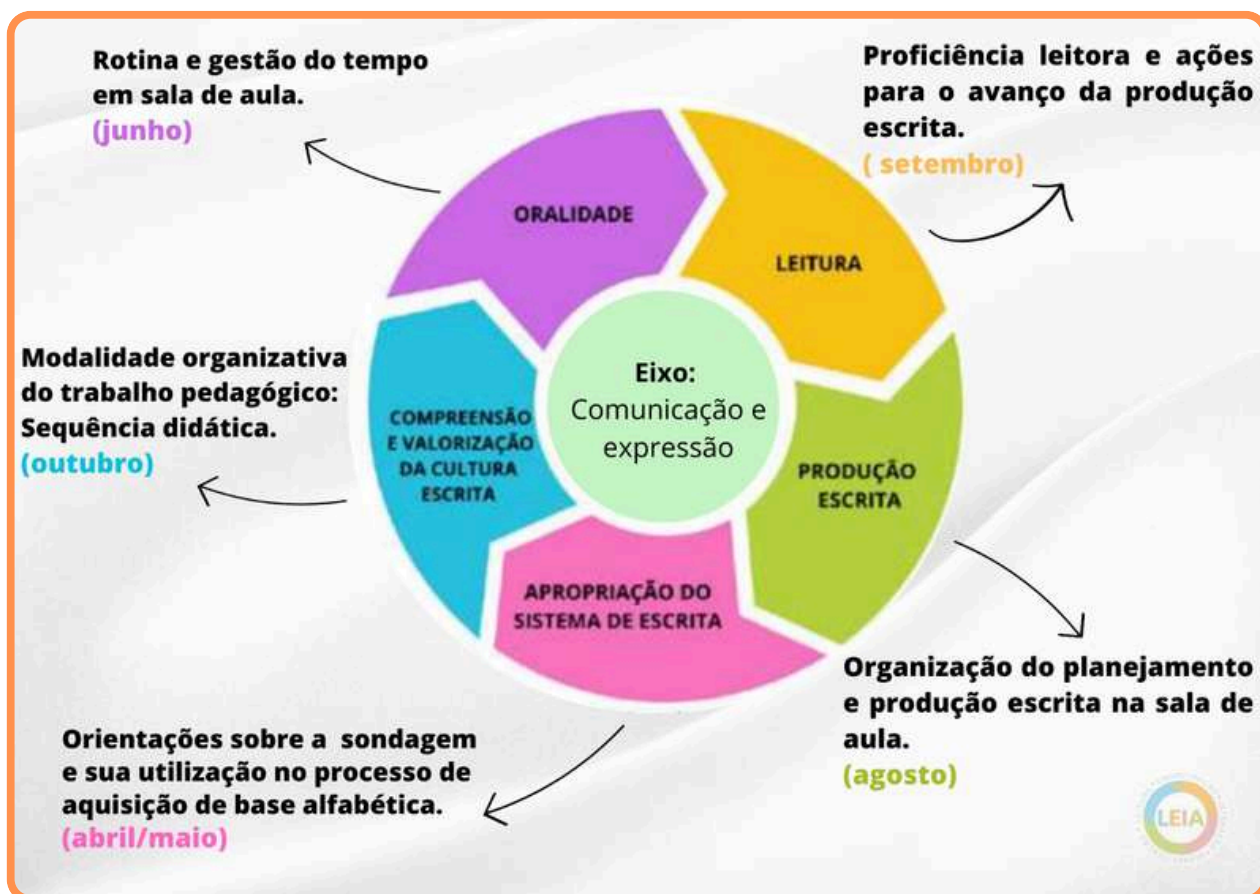 Rotina e gestão do tempo
em sala de aula.
(junho)
Proficiência leitora e ações
para o avanço da produção
escrita.
( setembro)
ORALIDADE
LEITURA
Modalidade organizativa
do trabalho pedagógico:
Sequência didática.
(outubro)
Eixo:
Comunicação e
expressão
COMPREENSÃO
E VALORIZAÇÃO
DA CULTURA
ESCRITA
PRODUÇÃO
ESCRITA
APROPRIAÇÃO DO
SISTEMA DE ESCRITA
Organização do planejamento
e produção escrita na sala de
aula.
(agosto)
Orientações sobre a sondagem
e sua utilização no processo de
aquisição de base alfabética.
(abril/maio)
LEIA